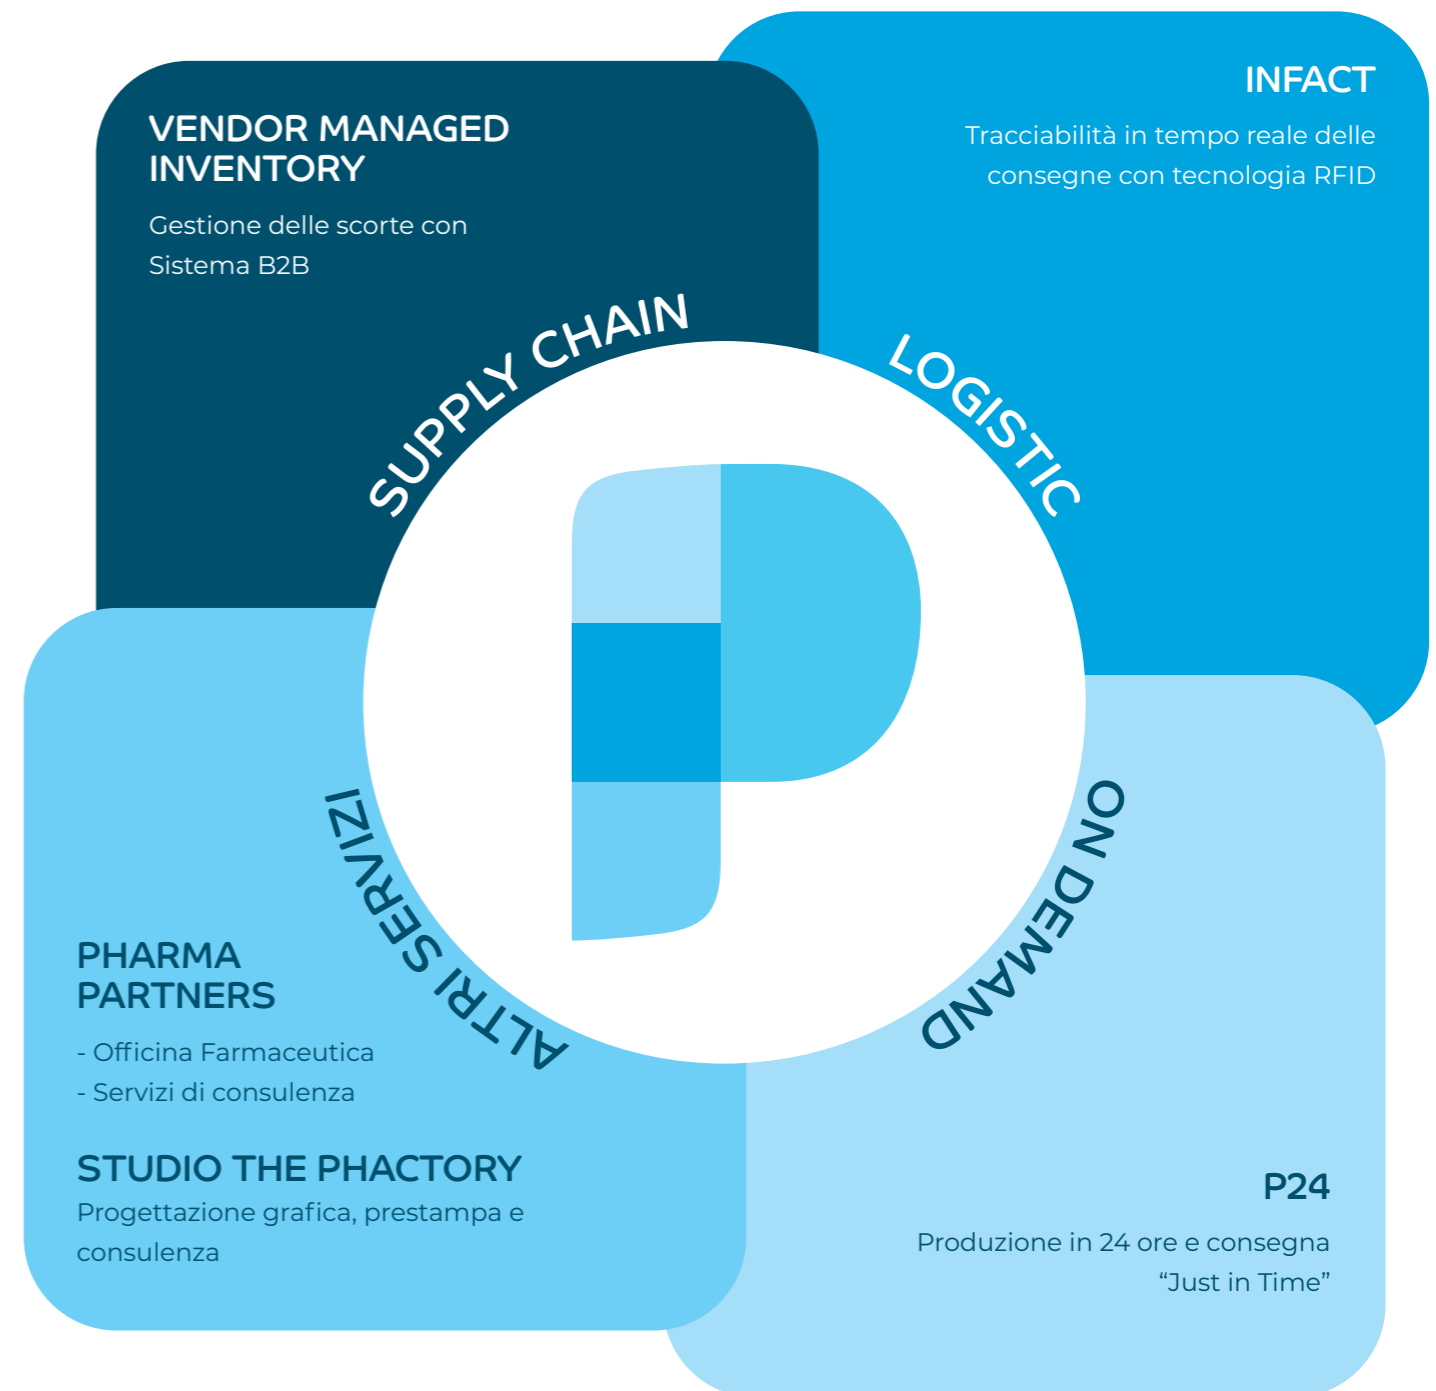 VENDOR MANAGED
INVENTORY
Gestione delle scorte con
Sistema B2B
SUPPLY CHAIN
INFACT
Tracciabilità in tempo reale delle
consegne con tecnologia RFID
LOGISTIC
ALTRI SERVIZI
PHARMA
PARTNERS
- Officina Farmaceutica
- Servizi di consulenza
STUDIO THE PHACTORY
Progettazione grafica, prestampa e
consulenza
ON DEMAND
P24
Produzione in 24 ore e consegna
“Just in Time”